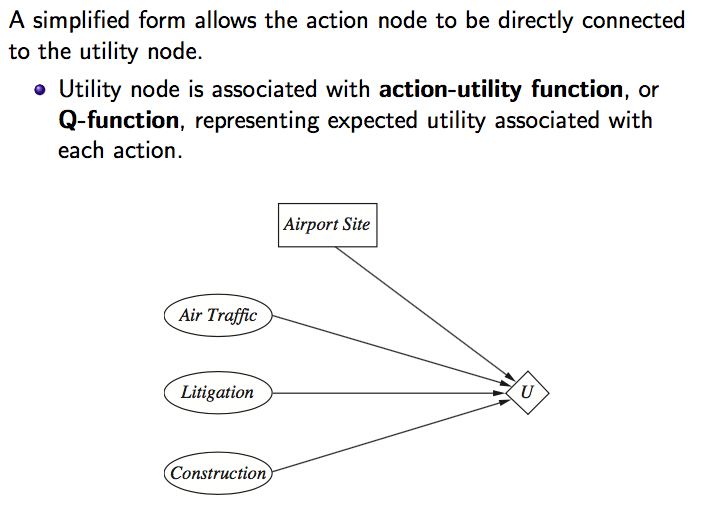 A simplified form allows the action node to be directly connected
to the utility node.
Utility node is associated with action-utility function, or
Q-function, representing expected utility associated with
each action.
Airport Site
Air Traffic
Litigation
U
Construction